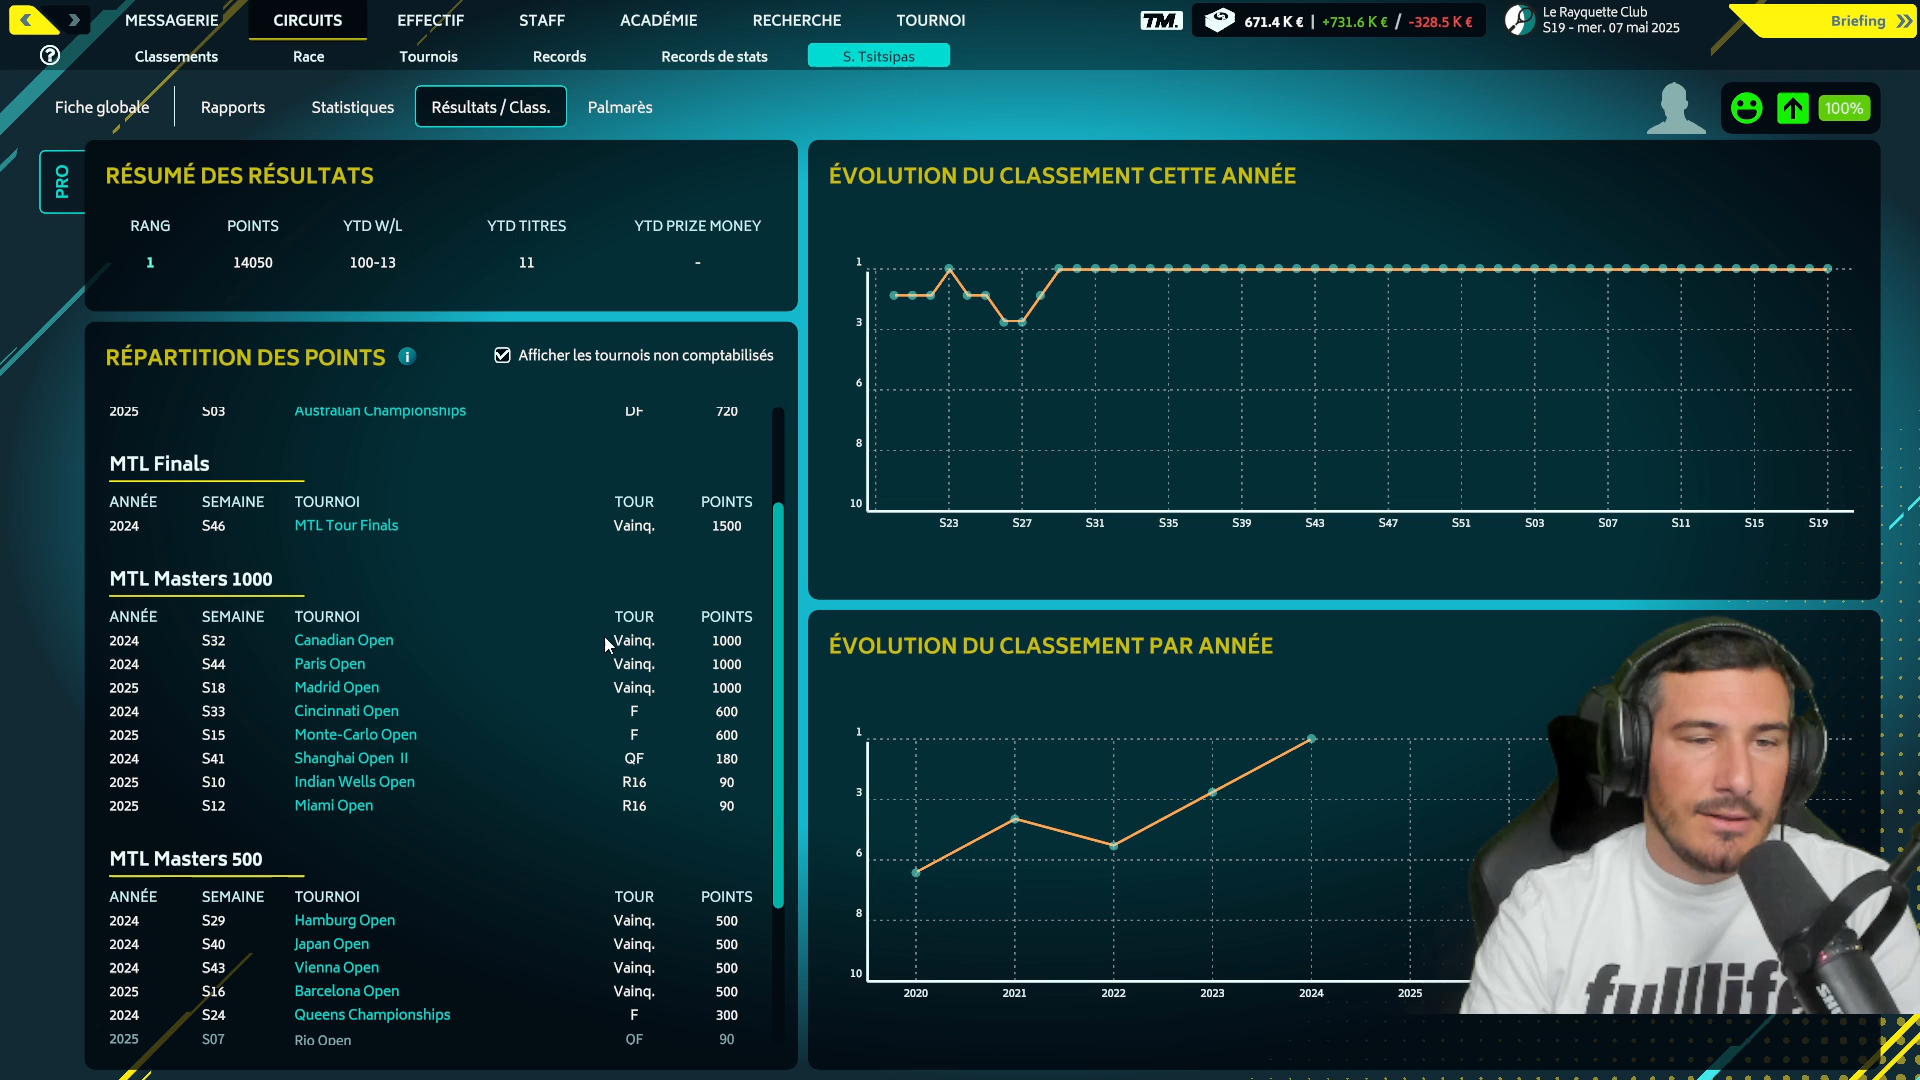 MESSAGERIE CIRCUITS EFFECTIF STAFF ACADÉMIE RECHERCHE TOURNOI
TM. 671.4 K € | +731.6 K € / -328.5 K €
Le Rayquette Club
S19 - mer. 07 mai 2025
Briefing
Classements Race Tournois Records Records de stats S. Tsitsipas
Fiche globale Rapports Statistiques Résultats / Class. Palmarès
100%
PRO
RÉSUMÉ DES RÉSULTATS
RANG POINTS YTD W/L YTD TITRES YTD PRIZE MONEY
1 14050 100-13 11 -
RÉPARTITION DES POINTS i Afficher les tournois non comptabilisés
2025 S03 Australian Championships DF 720
MTL Finals
ANNÉE SEMAINE TOURNOI TOUR POINTS
2024 S46 MTL Tour Finals Vainq. 1500
MTL Masters 1000
ANNÉE SEMAINE TOURNOI TOUR POINTS
2024 S32 Canadian Open Vainq. 1000
2024 S44 Paris Open Vainq. 1000
2025 S18 Madrid Open Vainq. 1000
2024 S33 Cincinnati Open F 600
2025 S15 Monte-Carlo Open F 600
2024 S41 Shanghai Open II QF 180
2025 S10 Indian Wells Open R16 90
2025 S12 Miami Open R16 90
MTL Masters 500
ANNÉE SEMAINE TOURNOI TOUR POINTS
2024 S29 Hamburg Open Vainq. 500
2024 S40 Japan Open Vainq. 500
2024 S43 Vienna Open Vainq. 500
2025 S16 Barcelona Open Vainq. 500
2024 S24 Queens Championships F 300
2025 S07 Rio Open QF 90
ÉVOLUTION DU CLASSEMENT CETTE ANNÉE
1
3
6
8
10
S23 S27 S31 S35 S39 S43 S47 S51 S03 S07 S11 S15 S19
ÉVOLUTION DU CLASSEMENT PAR ANNÉE
1
3
6
8
10
2020 2021 2022 2023 2024 2025
fulllife